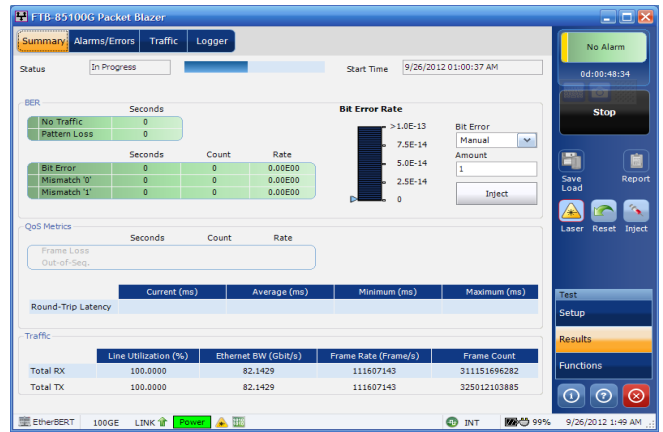 FTB-85100G Packet Blazer
Summary Alarms/Errors Traffic Logger
Status In Progress Start Time 9/26/2012 01:00:37 AM
No Alarm
0d:00:48:34
Stop
BER
Seconds
No Traffic 0
Pattern Loss 0
Seconds Count Rate
Bit Error 0 0 0.00E00
Mismatch '0' 0 0 0.00E00
Mismatch '1' 0 0 0.00E00
Bit Error Rate
>1.0E-13
7.5E-14
5.0E-14
2.5E-14
0
Bit Error
Manual
Amount
1
Inject
Save
Load
Report
Laser Reset Inject
QoS Metrics
Seconds Count Rate
Frame Loss
Out-of-Seq.
Current (ms) Average (ms) Minimum (ms) Maximum (ms)
Round-Trip Latency
Traffic
Line Utilization (%) Ethernet BW (Gbit/s) Frame Rate (Frame/s) Frame Count
Total RX 100.0000 82.1429 111607143 311151696282
Total TX 100.0000 82.1429 111607143 325012103885
Test
Setup
Results
Functions
EtherBERT 100GE LINK Power INT 99% 9/26/2012 1:49 AM